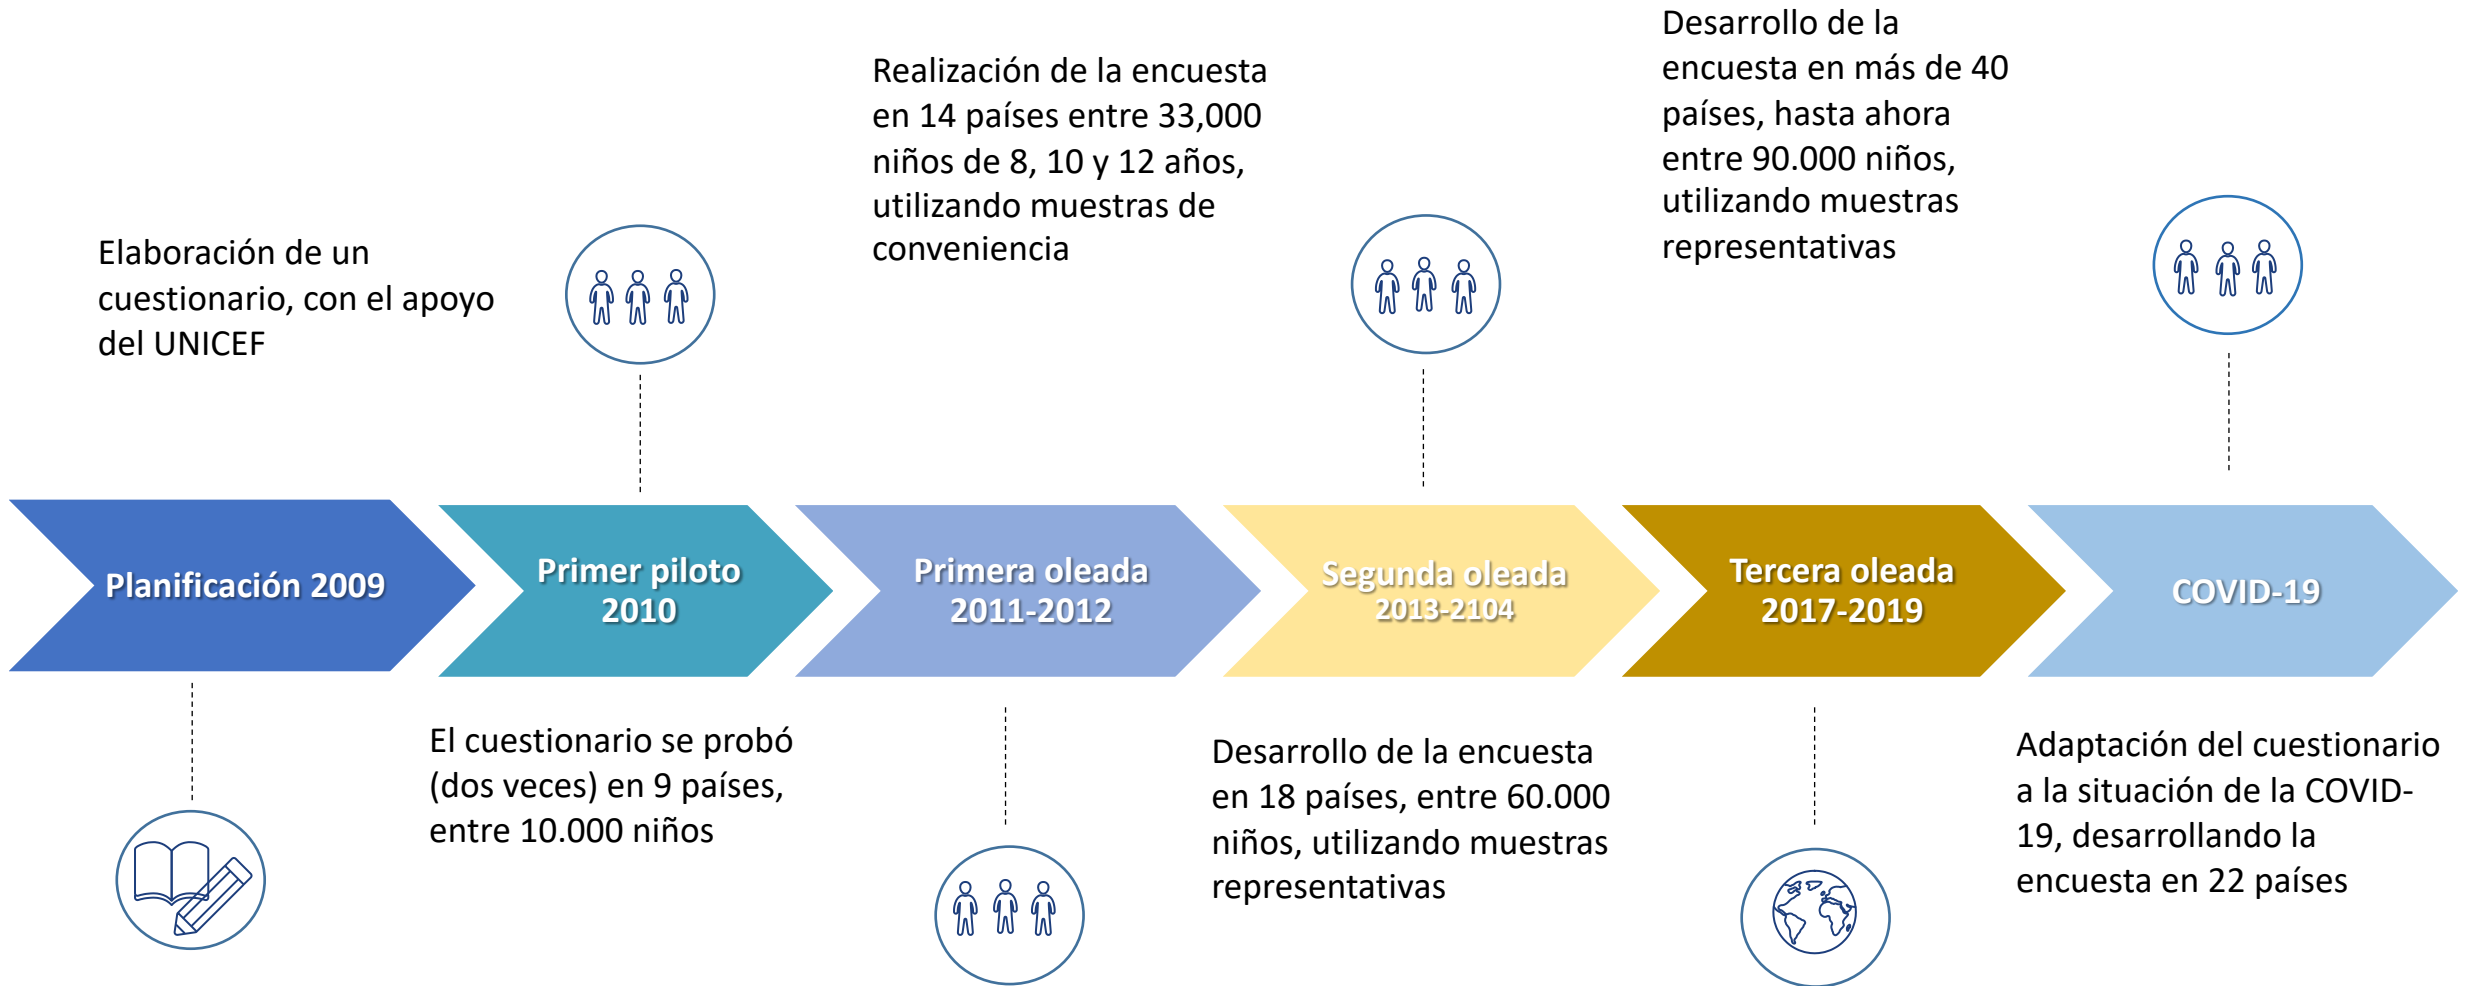 Elaboración de un
cuestionario, con el apoyo
del UNICEF
Planificación 2009
Primer piloto
2010
El cuestionario se probó
(dos veces) en 9 países,
entre 10.000 niños
Realización de la encuesta
en 14 países entre 33,000
niños de 8, 10 y 12 años,
utilizando muestras de
conveniencia
Primera oleada
2011-2012
Segunda oleada
2013-2104
Desarrollo de la encuesta
en 18 países, entre 60.000
niños, utilizando muestras
representativas
Desarrollo de la
encuesta en más de 40
países, hasta ahora
entre 90.000 niños,
utilizando muestras
representativas
Tercera oleada
2017-2019
COVID-19
Adaptación del cuestionario
a la situación de la COVID-
19, desarrollando la
encuesta en 22 países